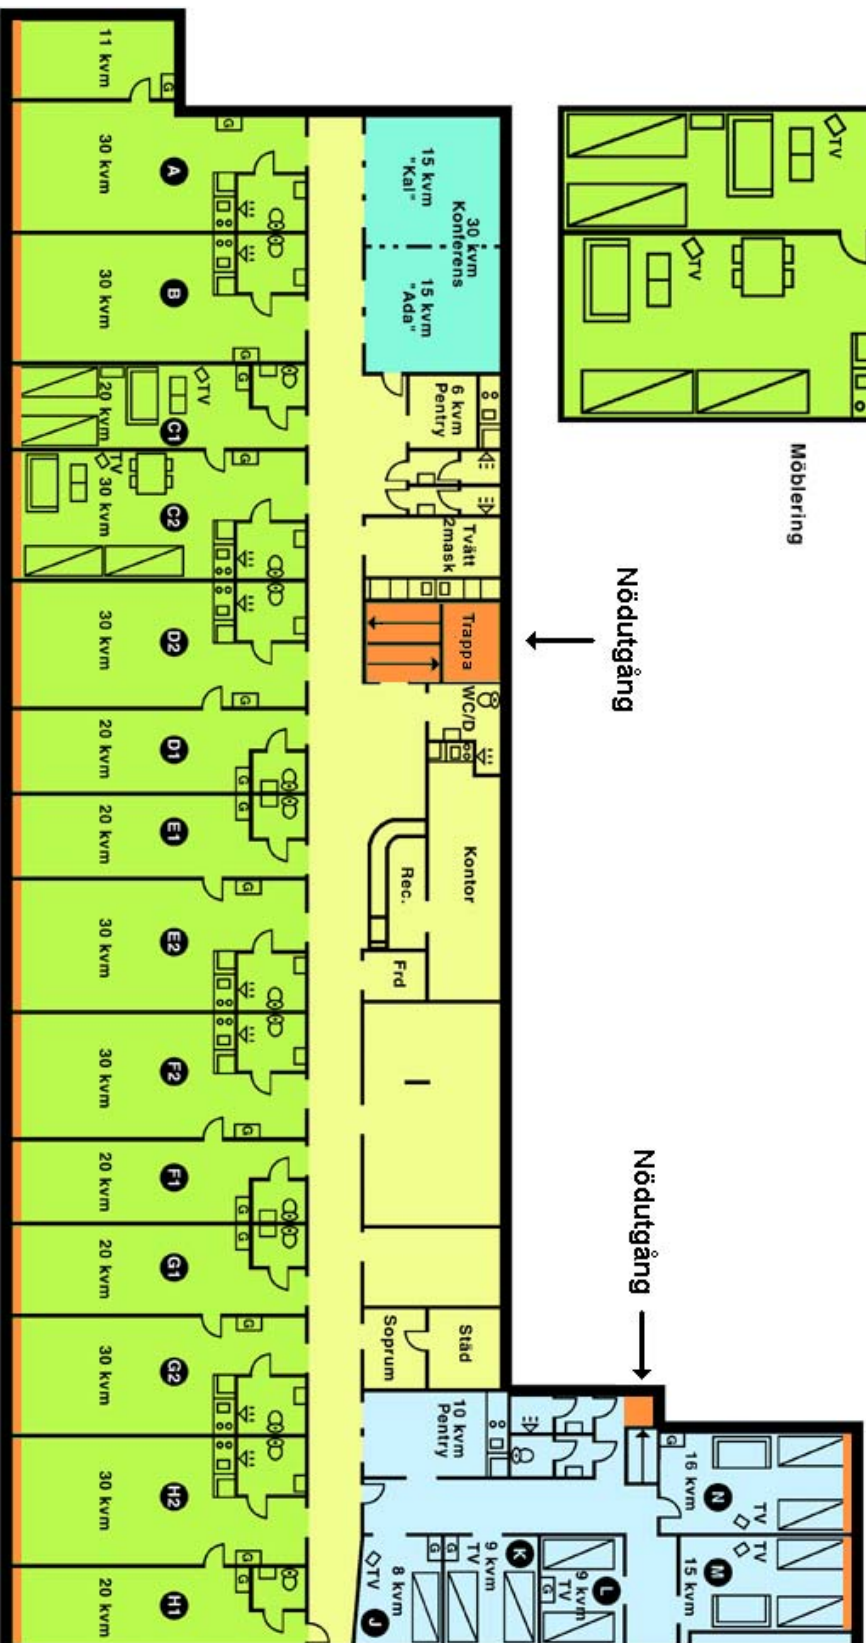 11 kvm
G
A
30 kvm
G
B
30 kvm
G
C1
20 kvm
TV
G
C2
30 kvm
TV
G
D2
30 kvm
G
D1
20 kvm
G
E1
20 kvm
G
E2
30 kvm
G
F2
30 kvm
G
F1
20 kvm
G
G1
20 kvm
G
G2
30 kvm
G
H2
30 kvm
G
H1
20 kvm
G
30 kvm
Konferens
15 kvm
"Kal"
15 kvm
"Ada"
6 kvm
Pentry
Tvätt
2mask
Trappa
WC/D
Kontor
Rec.
Frd
I
Städ
Soprum
10 kvm
Pentry
J
8 kvm
TV
G
K
9 kvm
TV
G
L
9 kvm
TV
G
M
15 kvm
TV
N
16 kvm
TV
G
TV
TV
Möblering
Nödutgång
Nödutgång